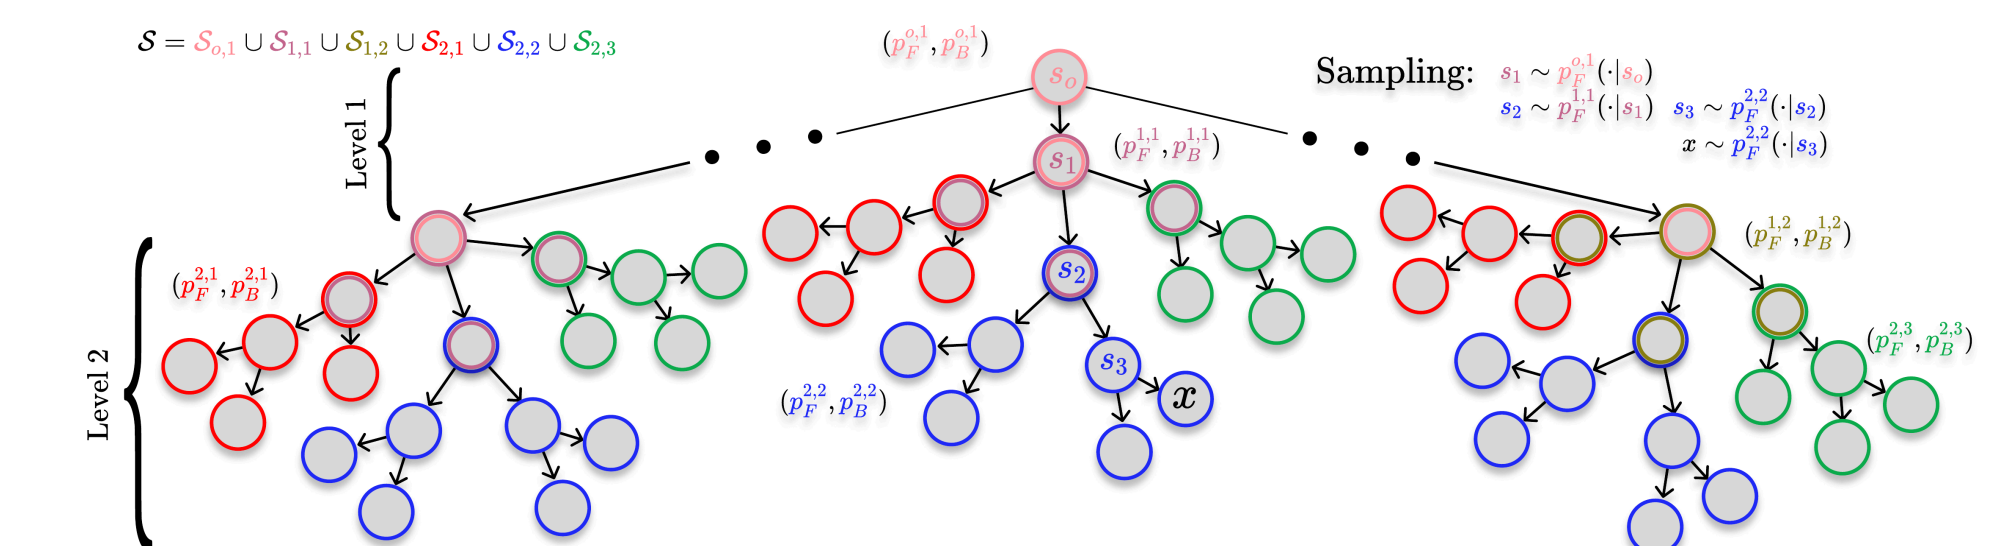 𝒮 = 𝒮_{o,1} ∪ 𝒮_{1,1} ∪ 𝒮_{1,2} ∪ 𝒮_{2,1} ∪ 𝒮_{2,2} ∪ 𝒮_{2,3}
(p_F^{o,1}, p_B^{o,1})
Sampling:
s_1 ∼ p_F^{o,1}(·|s_o)
s_2 ∼ p_F^{1,1}(·|s_1) s_3 ∼ p_F^{2,2}(·|s_2)
x ∼ p_F^{2,2}(·|s_3)
Level 1
s_o
s_1
(p_F^{1,1}, p_B^{1,1})
(p_F^{1,2}, p_B^{1,2})
Level 2
(p_F^{2,1}, p_B^{2,1})
s_2
s_3
x
(p_F^{2,2}, p_B^{2,2})
(p_F^{2,3}, p_B^{2,3})